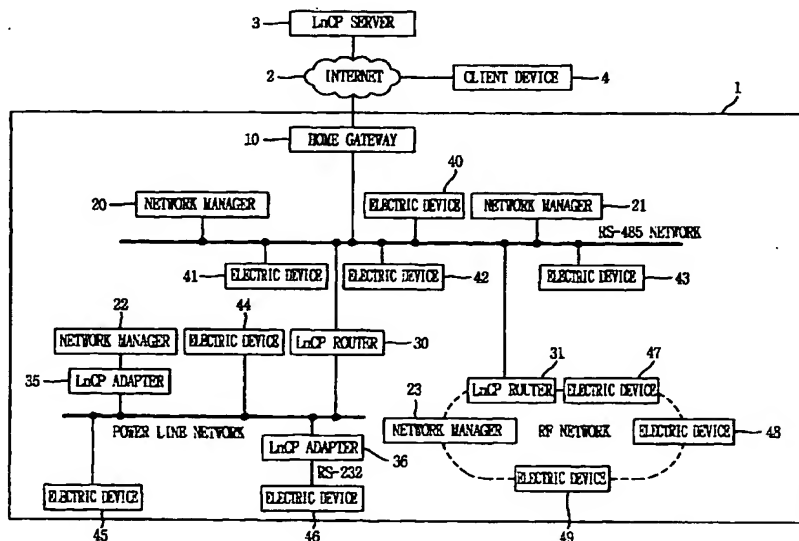 3 LnCP SERVER
2 INTERNET CLIENT DEVICE 4
1
10 HOME GATEWAY
40
20 NETWORK MANAGER ELECTRIC DEVICE NETWORK MANAGER 21
RS-485 NETWORK
41 ELECTRIC DEVICE ELECTRIC DEVICE 42 ELECTRIC DEVICE 43
22 44
NETWORK MANAGER ELECTRIC DEVICE LnCP ROUTER 30
31 47
35 LnCP ADAPTER LnCP ROUTER ELECTRIC DEVICE
23
POWER LINE NETWORK NETWORK MANAGER RF NETWORK ELECTRIC DEVICE 48
LnCP ADAPTER 36
RS-232
ELECTRIC DEVICE ELECTRIC DEVICE ELECTRIC DEVICE
45 46 49